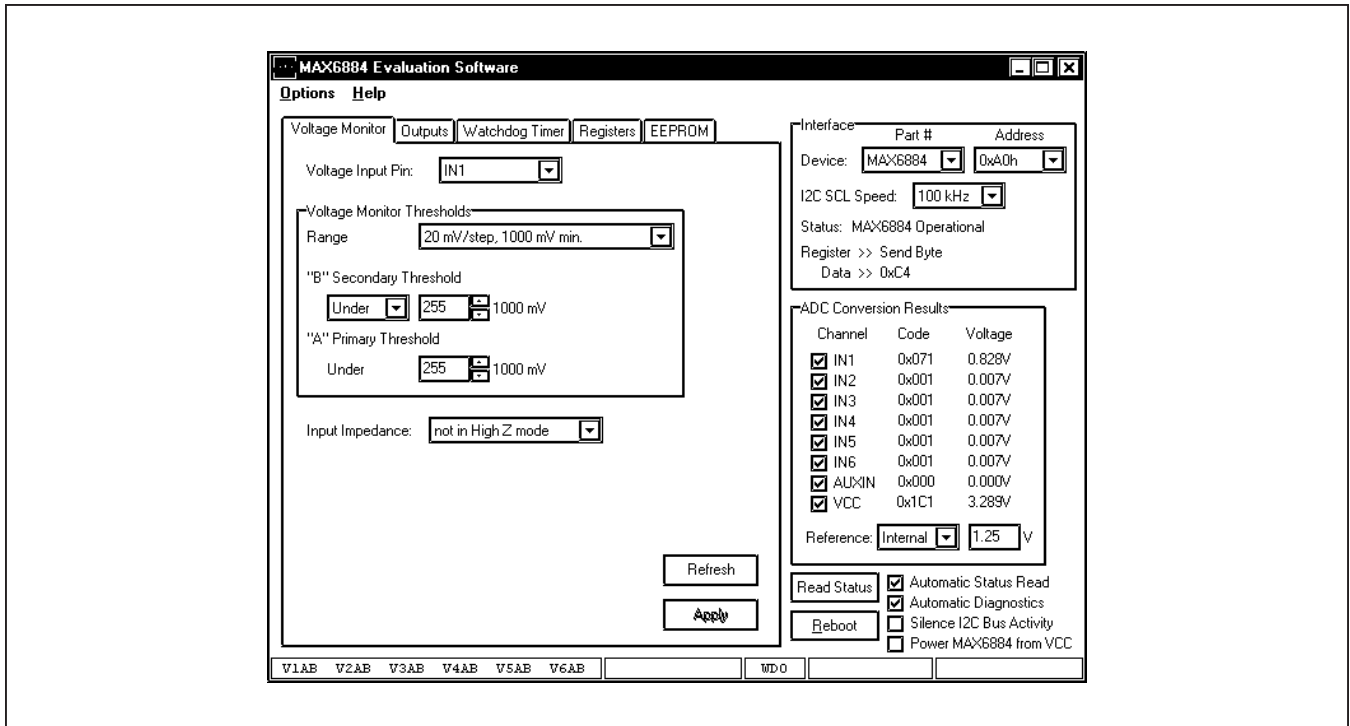 MAX6884 Evaluation Software
Options Help
Voltage Monitor Outputs Watchdog Timer Registers EEPROM
Voltage Input Pin: IN1
Voltage Monitor Thresholds
Range 20 mV/step, 1000 mV min.
"B" Secondary Threshold
Under 255 1000 mV
"A" Primary Threshold
Under 255 1000 mV
Input Impedance: not in High Z mode
Refresh
Apply
Interface
Part # Address
Device: MAX6884 0xA0h
I2C SCL Speed: 100 kHz
Status: MAX6884 Operational
Register >> Send Byte
Data >> 0xC4
ADC Conversion Results
Channel Code Voltage
IN1 0x071 0.828V
IN2 0x001 0.007V
IN3 0x001 0.007V
IN4 0x001 0.007V
IN5 0x001 0.007V
IN6 0x001 0.007V
AUXIN 0x000 0.000V
VCC 0x1C1 3.289V
Reference: Internal 1.25 V
Read Status Automatic Status Read
Automatic Diagnostics
Reboot Silence I2C Bus Activity
Power MAX6884 from VCC
V1AB V2AB V3AB V4AB V5AB V6AB WDO